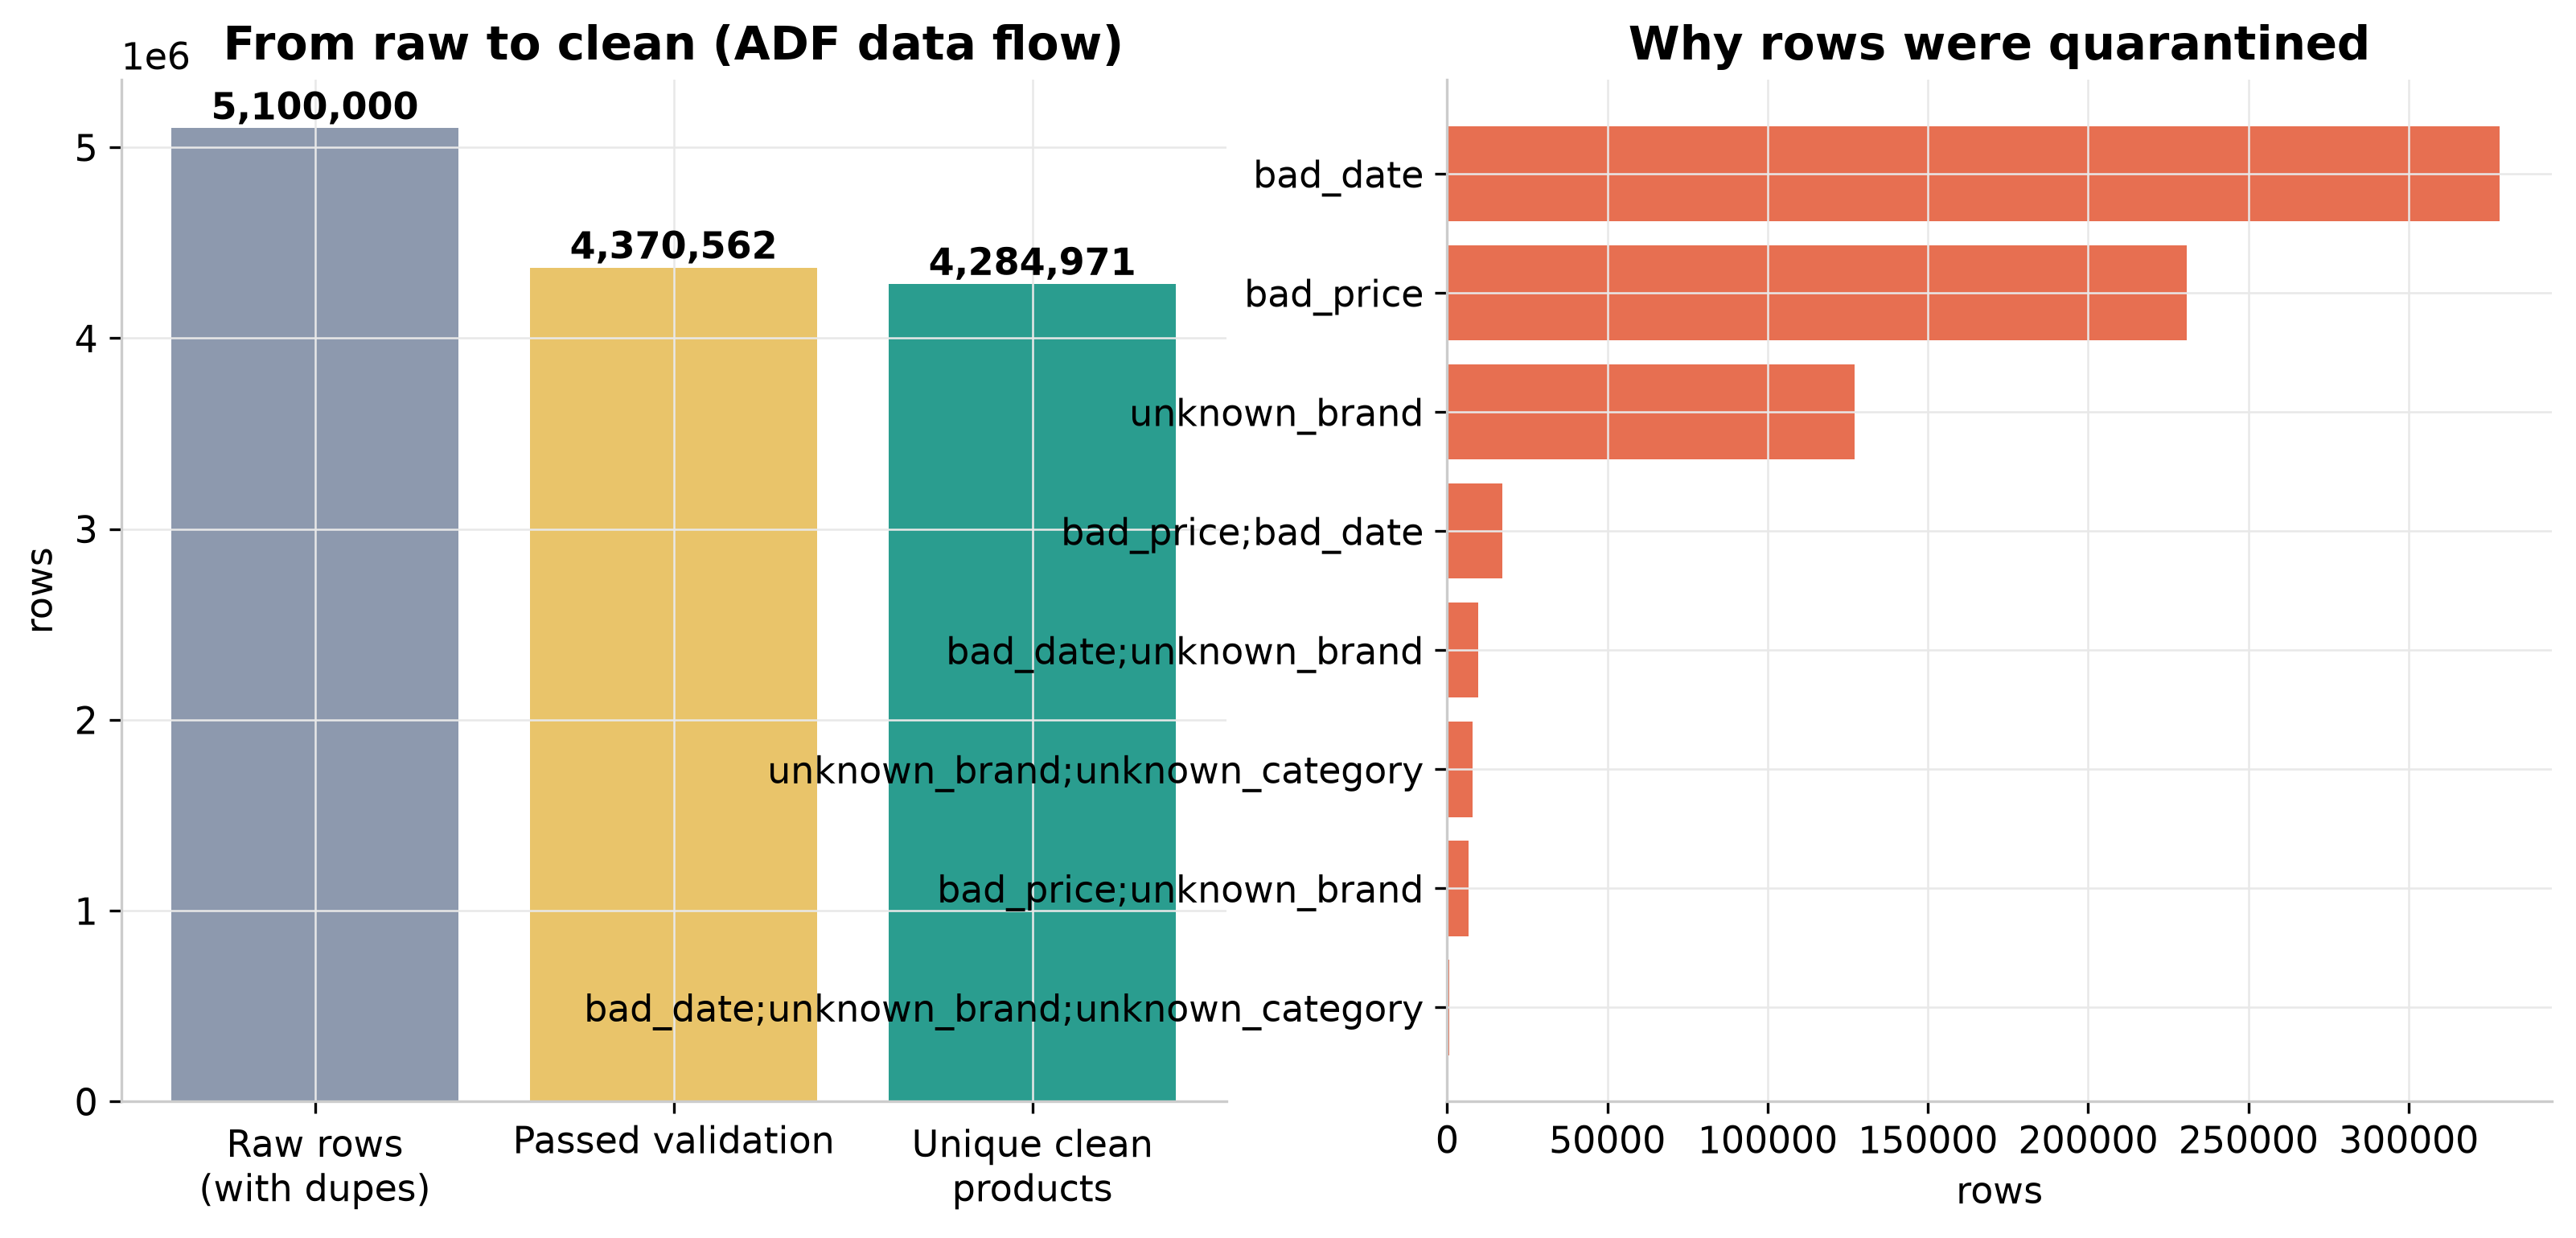 From raw to clean (ADF data flow)
1e6
5,100,000
4,370,562
4,284,971
5
4
3
2
1
0
rows
Raw rows
(with dupes)
Passed validation
Unique clean
products
Why rows were quarantined
bad_date
bad_price
unknown_brand
bad_price;bad_date
bad_date;unknown_brand
unknown_brand;unknown_category
bad_price;unknown_brand
bad_date;unknown_brand;unknown_category
0 50000 100000 150000 200000 250000 300000
rows